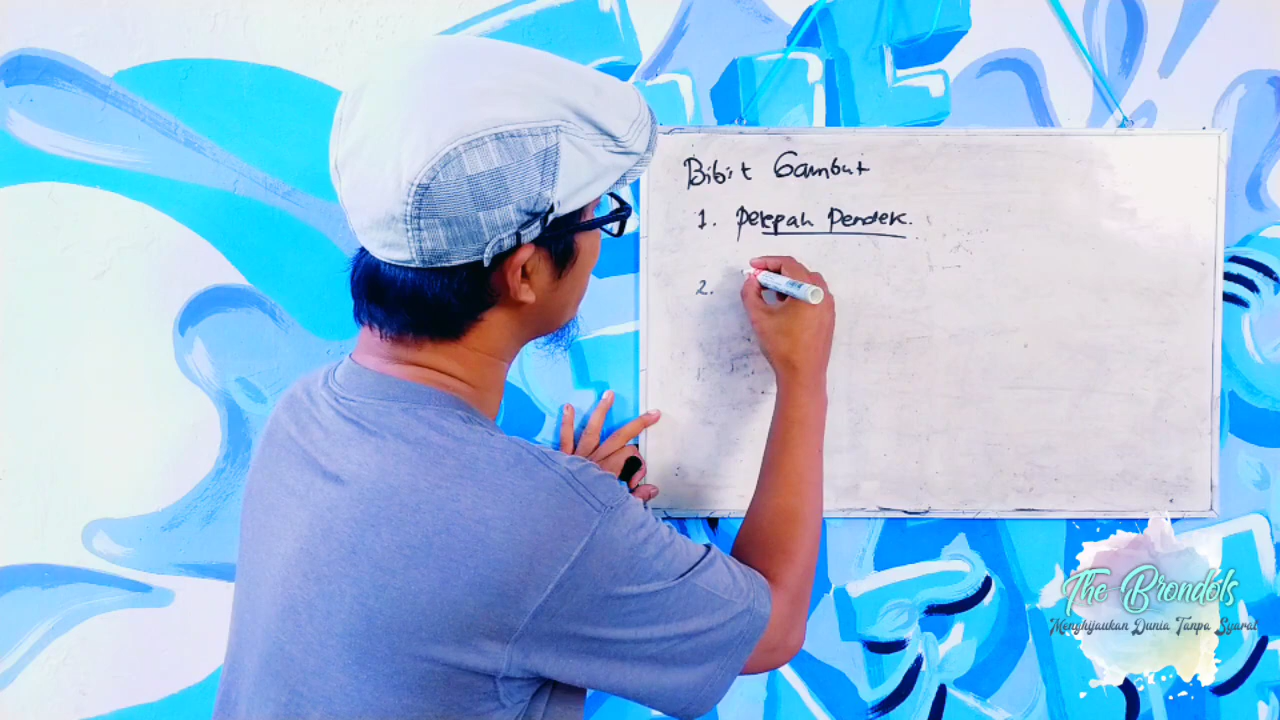 Bibit Gambut
1. Pelepah Pendek.
2.
The Brondols
Menghijaukan Dunia Tanpa Syarat